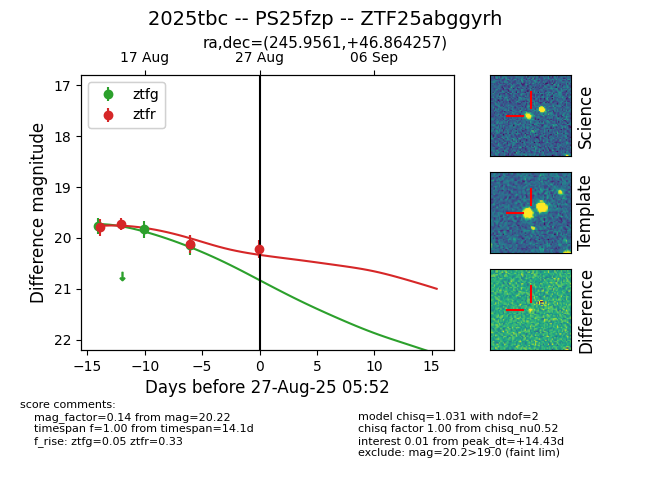 2025tbc -- PS25fzp -- ZTF25abggyrh
ra,dec=(245.9561,+46.864257)
17 Aug 27 Aug 06 Sep
ztfg
ztfr
17
18
19
20
21
22
Difference magnitude
−15 −10 −5 0 5 10 15
Days before 27-Aug-25 05:52
Science
Template
Difference
score comments:
mag_factor=0.14 from mag=20.22
timespan f=1.00 from timespan=14.1d
f_rise: ztfg=0.05 ztfr=0.33
model chisq=1.031 with ndof=2
chisq factor 1.00 from chisq_nu0.52
interest 0.01 from peak_dt=+14.43d
exclude: mag=20.2>19.0 (faint lim)